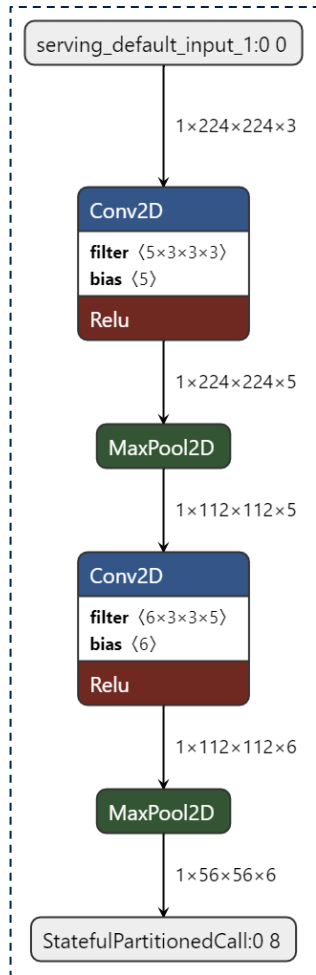 serving_default_input_1:0 0
1×224×224×3
Conv2D
filter 〈5×3×3×3〉
bias 〈5〉
Relu
1×224×224×5
MaxPool2D
1×112×112×5
Conv2D
filter 〈6×3×3×5〉
bias 〈6〉
Relu
1×112×112×6
MaxPool2D
1×56×56×6
StatefulPartitionedCall:0 8